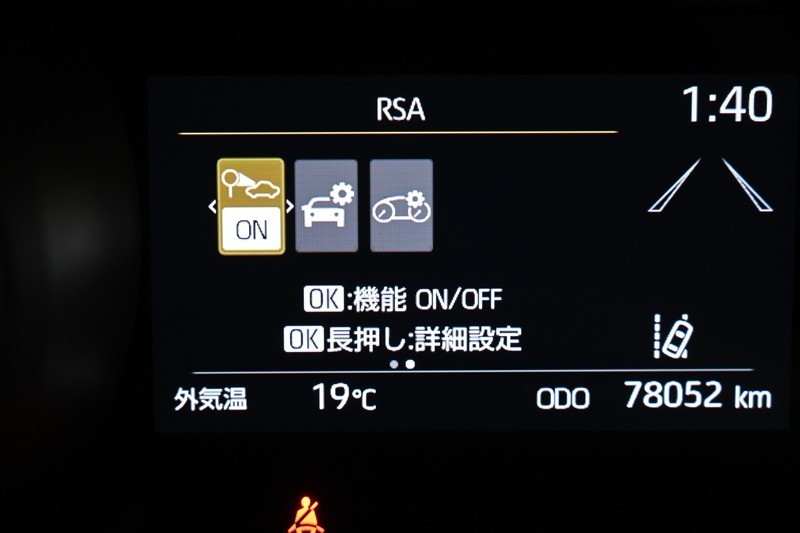 RSA
1:40
ON
OK:機能 ON/OFF
OK長押し:詳細設定
外気温 19℃ ODO 78052 km